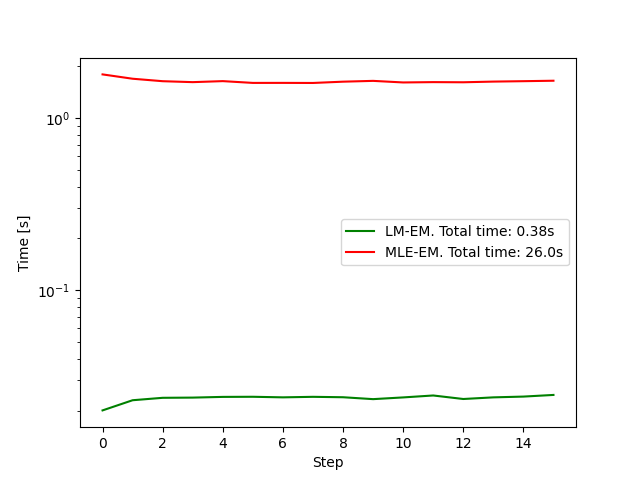 10⁰
10⁻¹
Time [s]
LM-EM. Total time: 0.38s
MLE-EM. Total time: 26.0s
0 2 4 6 8 10 12 14
Step